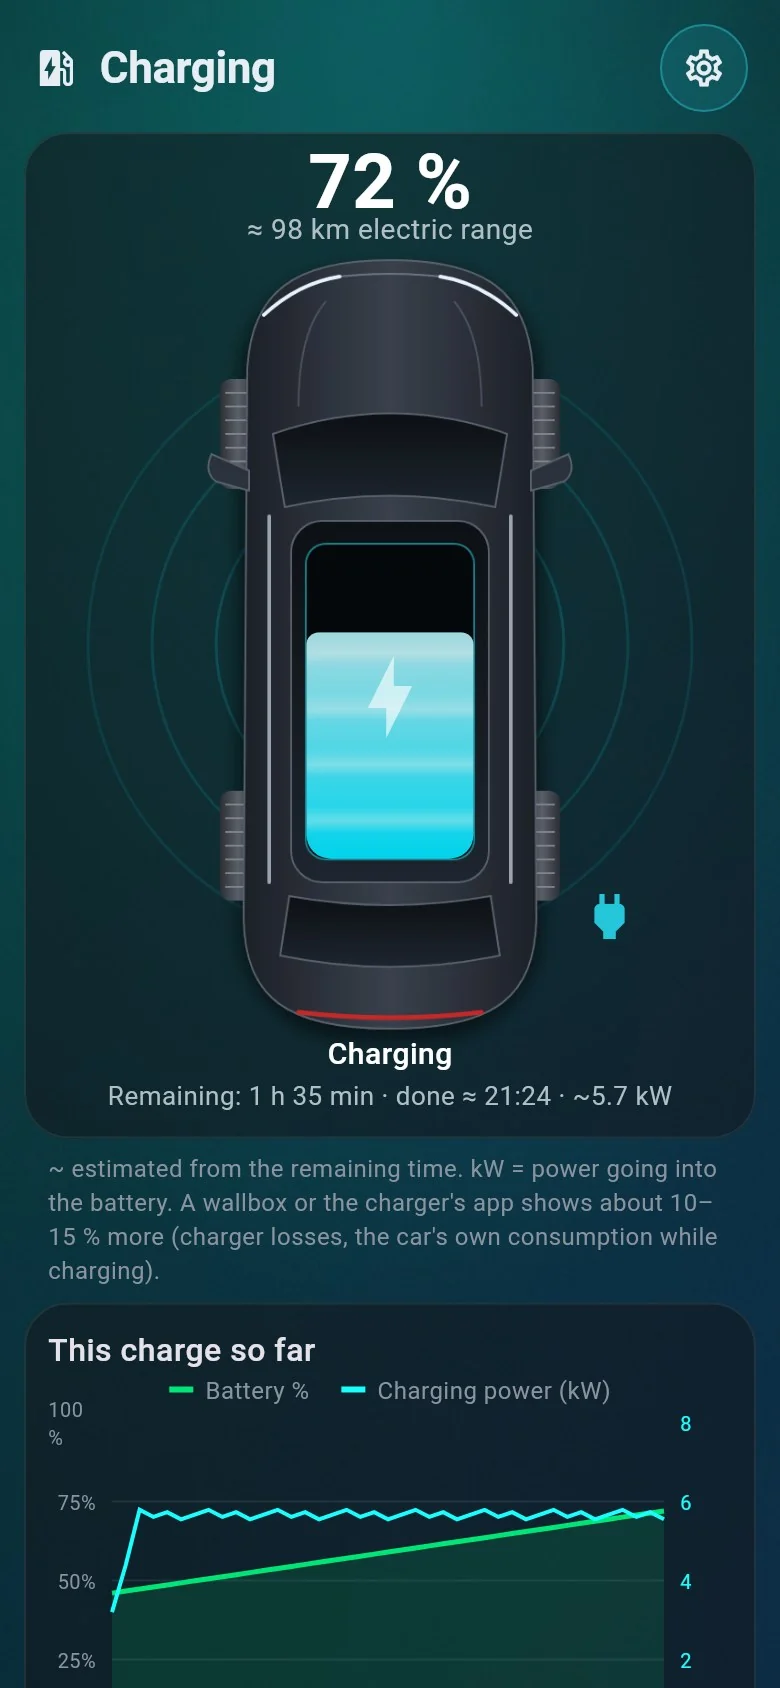 Charging
72 %
≈ 98 km electric range
Charging
Remaining: 1 h 35 min · done ≈ 21:24 · ~5.7 kW
~ estimated from the remaining time. kW = power going into
the battery. A wallbox or the charger's app shows about 10–
15 % more (charger losses, the car's own consumption while
charging).
This charge so far
Battery %
Charging power (kW)
100
%
8
75%
6
50%
4
25%
2